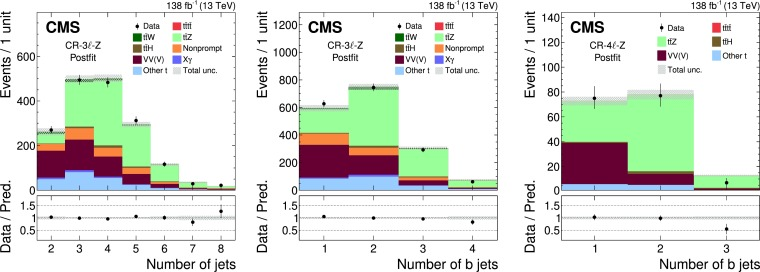 138 fb⁻¹ (13 TeV)
CMS
CR-3ℓ-Z
Postfit
Data
tt̄tt̄
tt̄W
tt̄Z
tt̄H
Nonprompt
VV(V)
Xγ
Other t
Total unc.
Events / 1 unit
600
400
200
0
Data / Pred.
1.5
1
0.5
2 3 4 5 6 7 8
Number of jets
138 fb⁻¹ (13 TeV)
CMS
CR-3ℓ-Z
Postfit
Data
tt̄tt̄
tt̄W
tt̄Z
tt̄H
Nonprompt
VV(V)
Xγ
Other t
Total unc.
Events / 1 unit
1200
1000
800
600
400
200
0
Data / Pred.
1.5
1
0.5
1 2 3 4
Number of b jets
138 fb⁻¹ (13 TeV)
CMS
CR-4ℓ-Z
Postfit
Data
tt̄tt̄
tt̄Z
tt̄H
VV(V)
Other t
Total unc.
Events / 1 unit
140
120
100
80
60
40
20
0
Data / Pred.
1.5
1
0.5
1 2 3
Number of b jets